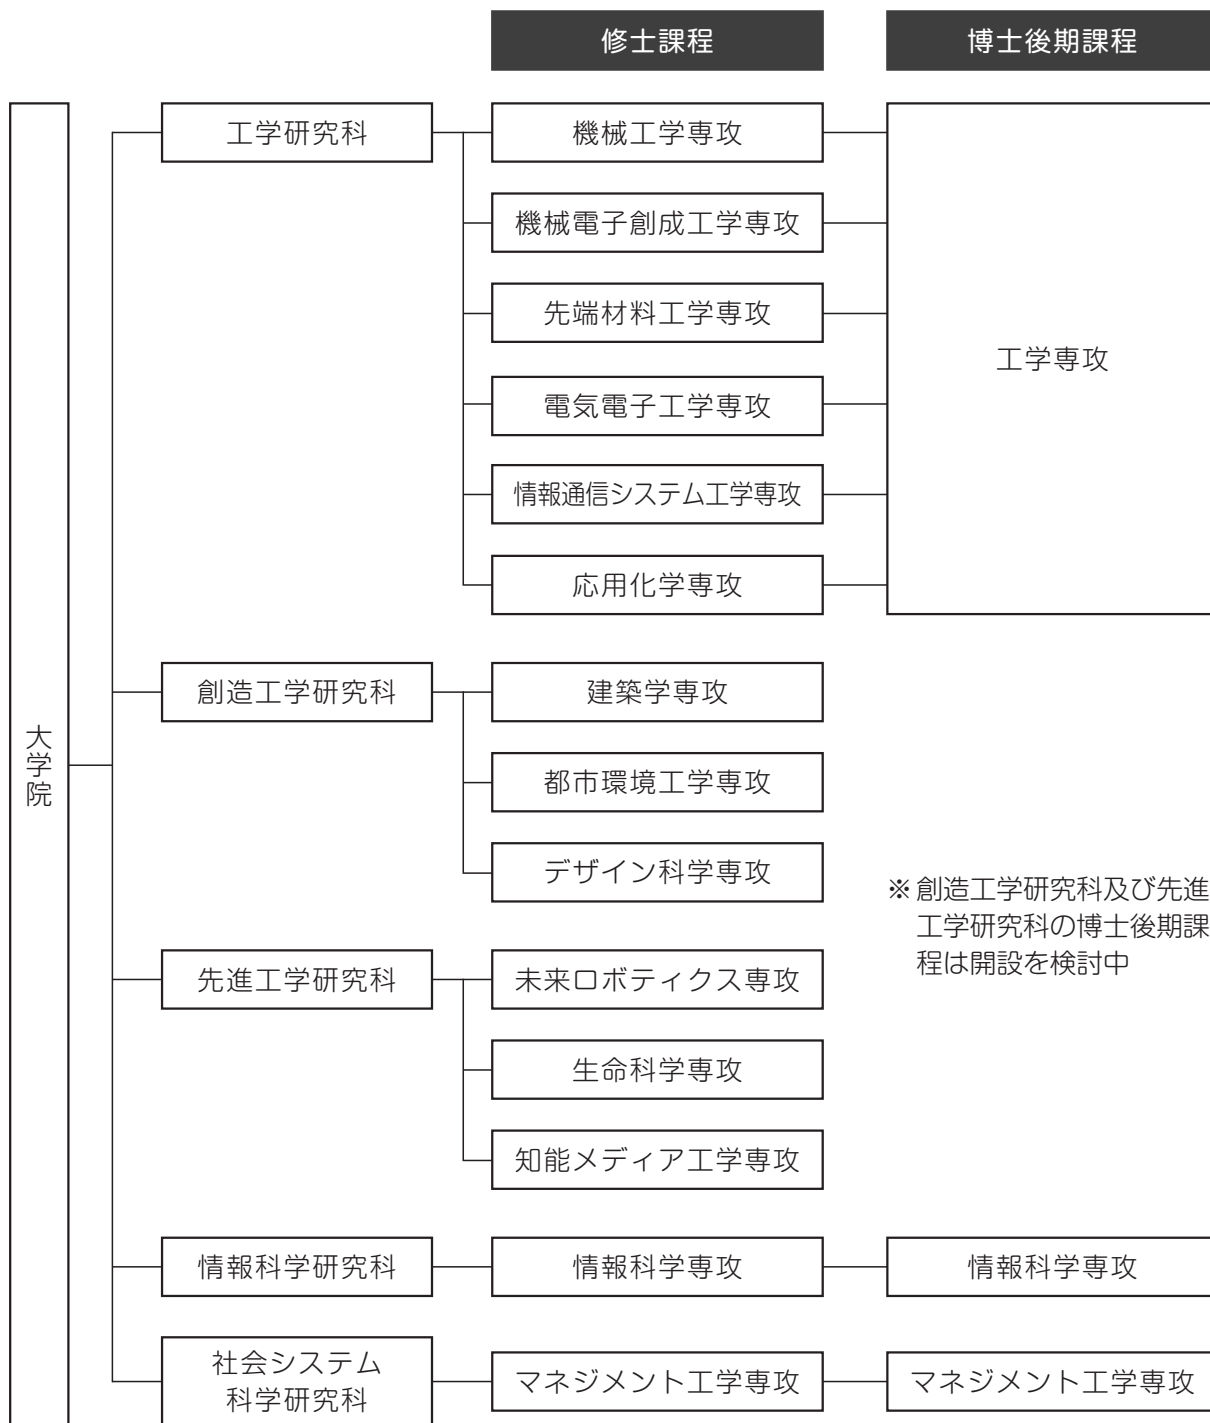 修士課程
博士後期課程
大学院
工学研究科
機械工学専攻
機械電子創成工学専攻
先端材料工学専攻
電気電子工学専攻
情報通信システム工学専攻
応用化学専攻
工学専攻
創造工学研究科
建築学専攻
都市環境工学専攻
デザイン科学専攻
※創造工学研究科及び先進
工学研究科の博士後期課
程は開設を検討中
先進工学研究科
未来ロボティクス専攻
生命科学専攻
知能メディア工学専攻
情報科学研究科
情報科学専攻
情報科学専攻
社会システム
科学研究科
マネジメント工学専攻
マネジメント工学専攻